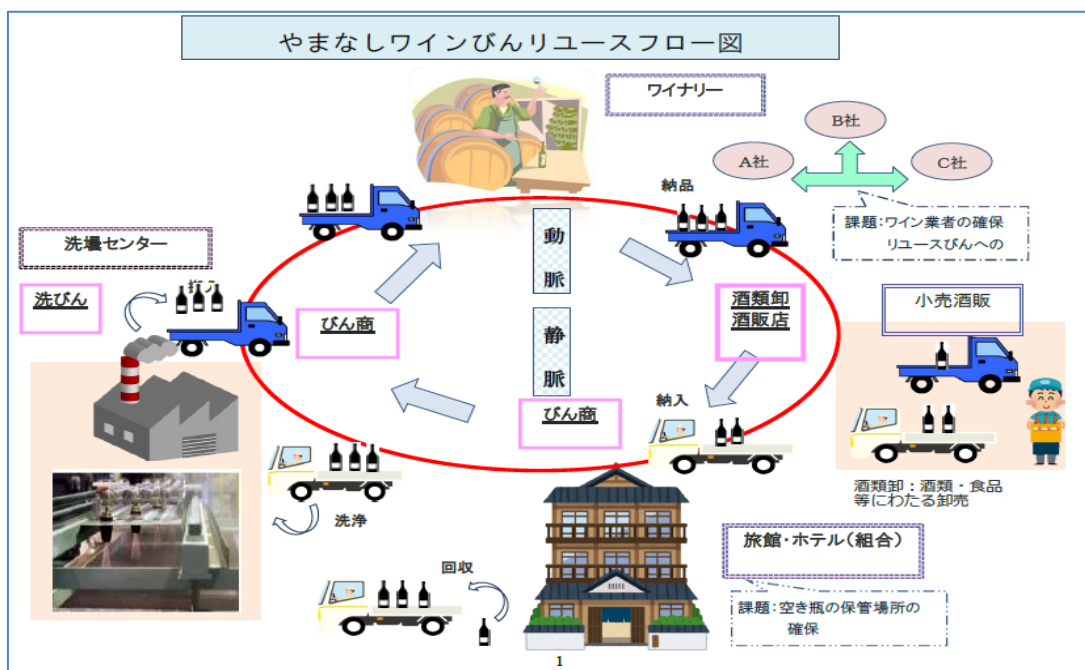 やまなしワインびんリユースフロー図
ワイナリー
B社
A社
C社
納品
課題:ワイン業者の確保
リユースびんへの
動脈
洗壜センター
洗びん
びん商
酒類卸
酒販店
小売酒販
静脈
びん商
納入
酒類卸：酒類・食品
等にわたる卸売
洗浄
旅館・ホテル(組合)
回収
課題:空き瓶の保管場所の
確保
1